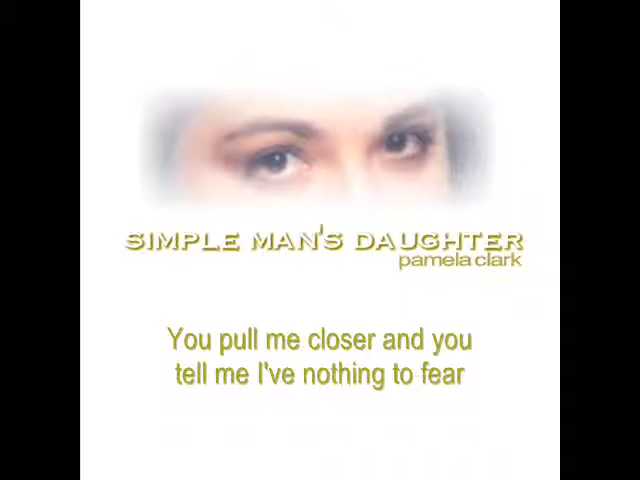 SIMPLE MAN'S DAUGHTER
pamela clark
You pull me closer and you
tell me I've nothing to fear